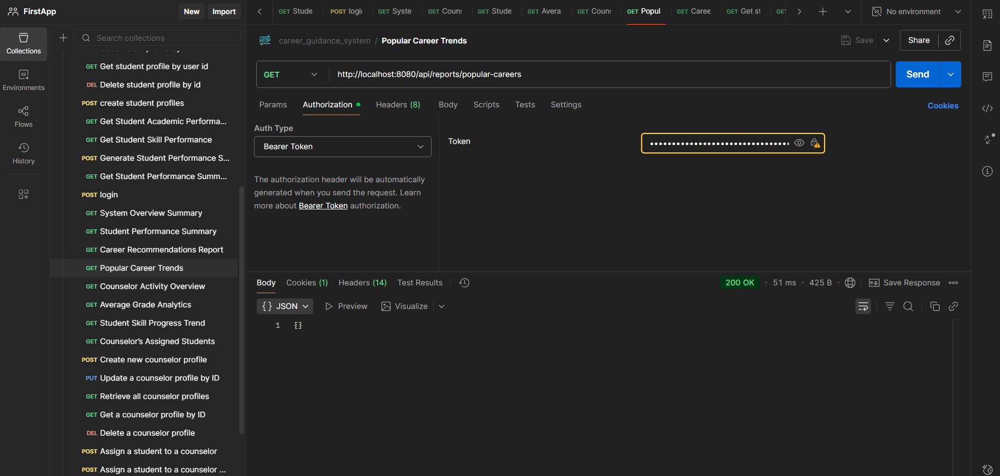 FirstApp
New
Import
GET Stude
POST login
GET Syste
GET Couns
GET Stude
GET Avera
GET Couns
GET Popul
GET Caree
GET Get st
GET
No environment
Collections
Environments
Flows
History
Search collections
GET Get student profile by user id
DEL Delete student profile by id
POST create student profiles
GET Get Student Academic Performa...
GET Get Student Skill Performance
POST Generate Student Performance S...
GET Get Student Performance Summ...
POST login
GET System Overview Summary
GET Student Performance Summary
GET Career Recommendations Report
GET Popular Career Trends
GET Counselor Activity Overview
GET Average Grade Analytics
GET Student Skill Progress Trend
GET Counselor’s Assigned Students
POST Create new counselor profile
PUT Update a counselor profile by ID
GET Retrieve all counselor profiles
GET Get a counselor profile by ID
DEL Delete a counselor profile
POST Assign a student to a counselor
POST Assign a student to a counselor ...
HTTP career_guidance_system / Popular Career Trends
Save
Share
GET
http://localhost:8080/api/reports/popular-careers
Send
Params
Authorization
Headers (8)
Body
Scripts
Tests
Settings
Cookies
Auth Type
Bearer Token
The authorization header will be automatically
generated when you send the request. Learn
more about Bearer Token authorization.
Token
Body
Cookies (1)
Headers (14)
Test Results
200 OK • 51 ms • 425 B •
e.g. Save Response
{} JSON
Preview
Visualize
1 {}